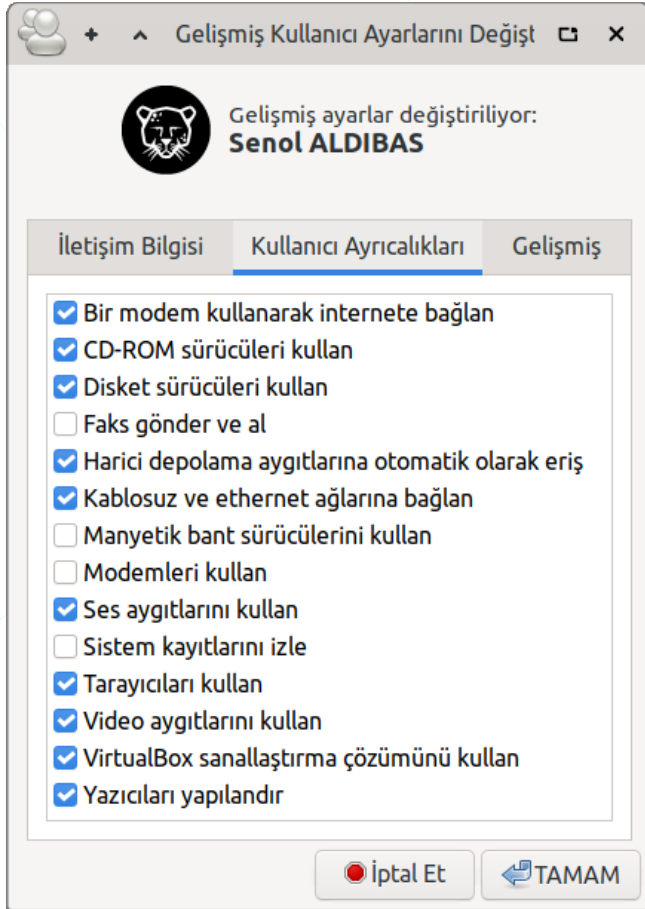 Gelişmiş Kullanıcı Ayarlarını Değişt
Gelişmiş ayarlar değiştiriliyor:
Senol ALDIBAS
İletişim Bilgisi
Kullanıcı Ayrıcalıkları
Gelişmiş
Bir modem kullanarak internete bağlan
CD-ROM sürücüleri kullan
Disket sürücüleri kullan
Faks gönder ve al
Harici depolama aygıtlarına otomatik olarak eriş
Kablosuz ve ethernet ağlarına bağlan
Manyetik bant sürücülerini kullan
Modemleri kullan
Ses aygıtlarını kullan
Sistem kayıtlarını izle
Tarayıcıları kullan
Video aygıtlarını kullan
VirtualBox sanallaştırma çözümünü kullan
Yazıcıları yapılandır
İptal Et
TAMAM